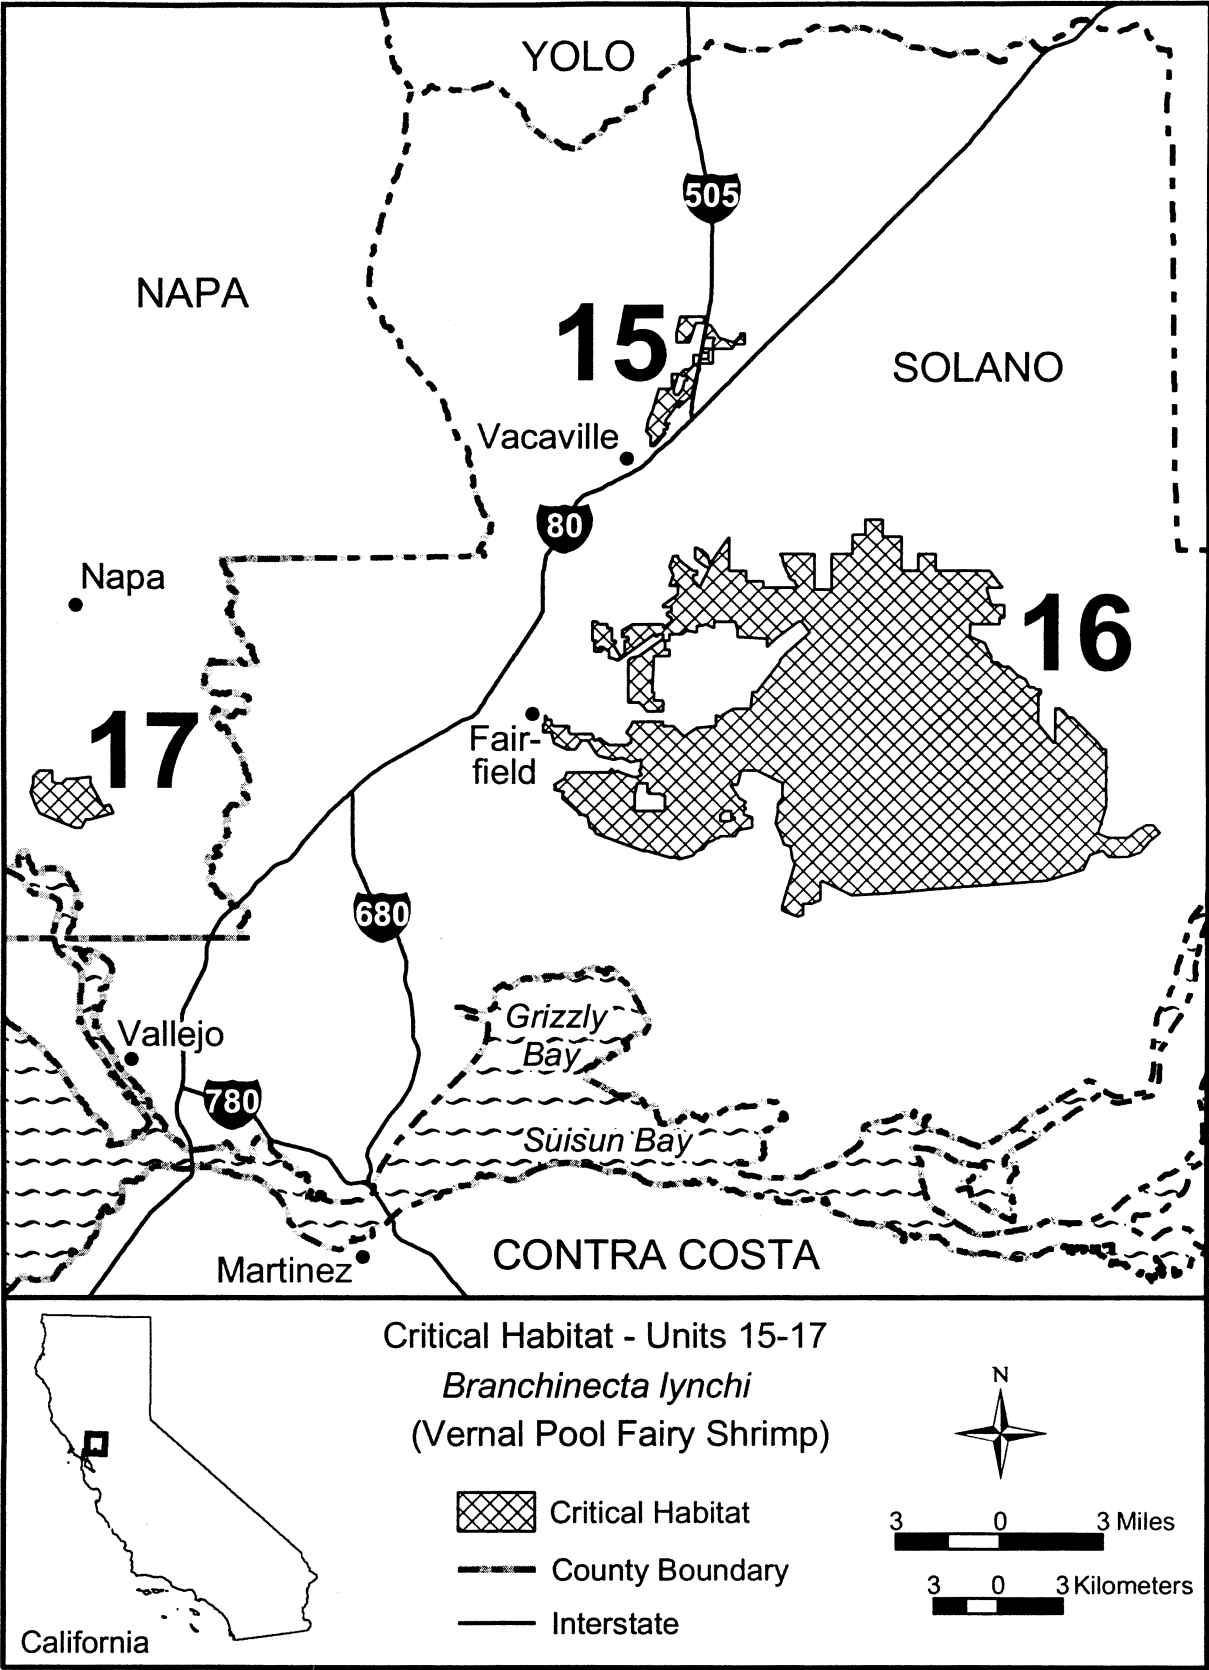 YOLO
505
NAPA
15
SOLANO
Vacaville
80
Napa
16
17
Fair-
field
680
Grizzly
Bay
Vallejo
780
Suisun Bay
CONTRA COSTA
Martinez
Critical Habitat - Units 15-17
Branchinecta lynchi
(Vernal Pool Fairy Shrimp)
N
Critical Habitat
3 0 3 Miles
County Boundary
3 0 3 Kilometers
Interstate
California